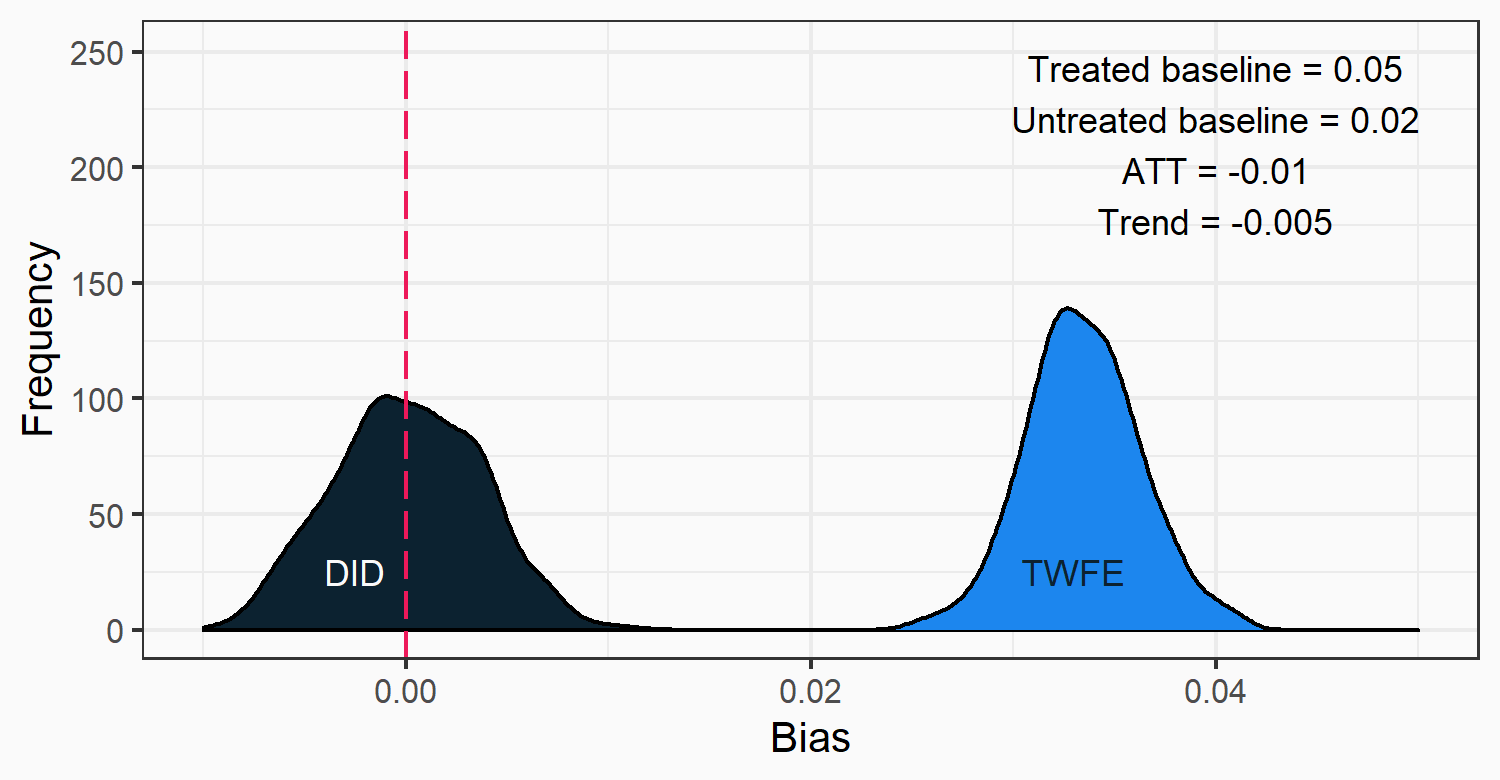 250
200
150
100
50
0
Frequency
Treated baseline = 0.05
Untreated baseline = 0.02
ATT = -0.01
Trend = -0.005
DID
TWFE
0.00
0.02
0.04
Bias